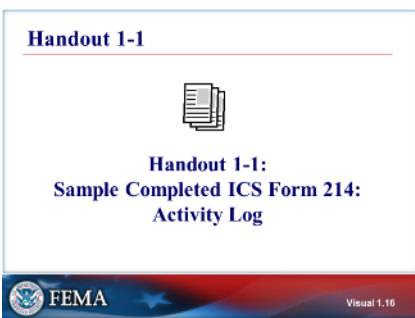 Handout 1-1
Handout 1-1:
Sample Completed ICS Form 214:
Activity Log
FEMA
Visual 1.16